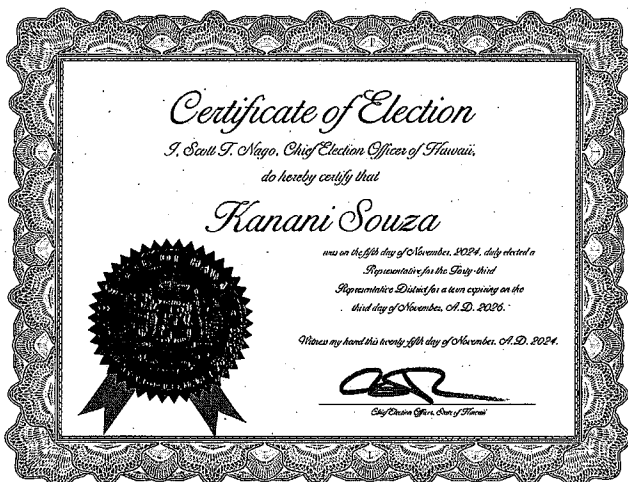 Certificate of Election
I, Scott T. Nago, Chief Election Officer of Hawaii,
do hereby certify that
Kanani Souza
was on the fifth day of November, 2024, duly elected a
Representative for the Forty-third
Representative District for a term expiring on the
third day of November, A.D. 2026.
Witness my hand this twenty fifth day of November, A.D. 2024.
Chief Election Officer, State of Hawaii